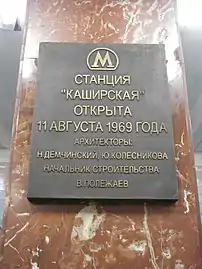 М
СТАНЦИЯ
"КАШИРСКАЯ"
ОТКРЫТА
11 АВГУСТА 1969 ГОДА
АРХИТЕКТОРЫ:
Н.ДЕМЧИНСКИЙ, Ю.КОЛЕСНИКОВА
НАЧАЛЬНИК СТРОИТЕЛЬСТВА
В.ПОЛЕЖАЕВ